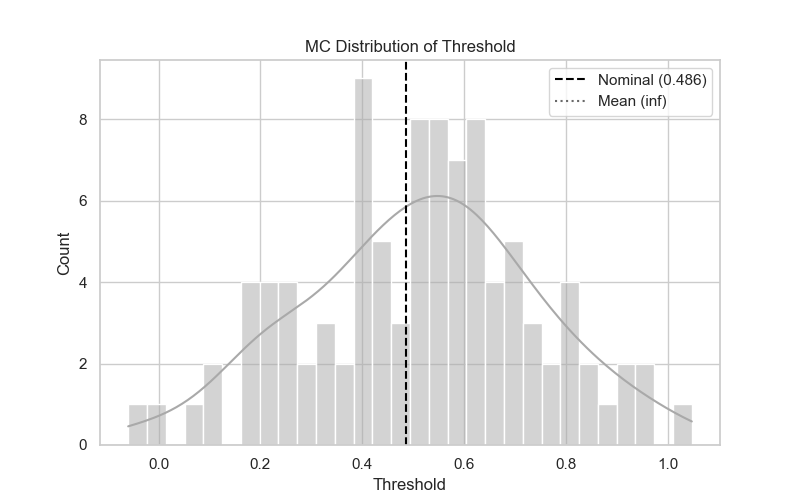 MC Distribution of Threshold
Nominal (0.486)
Mean (inf)
8
6
4
2
0
Count
0.0 0.2 0.4 0.6 0.8 1.0
Threshold